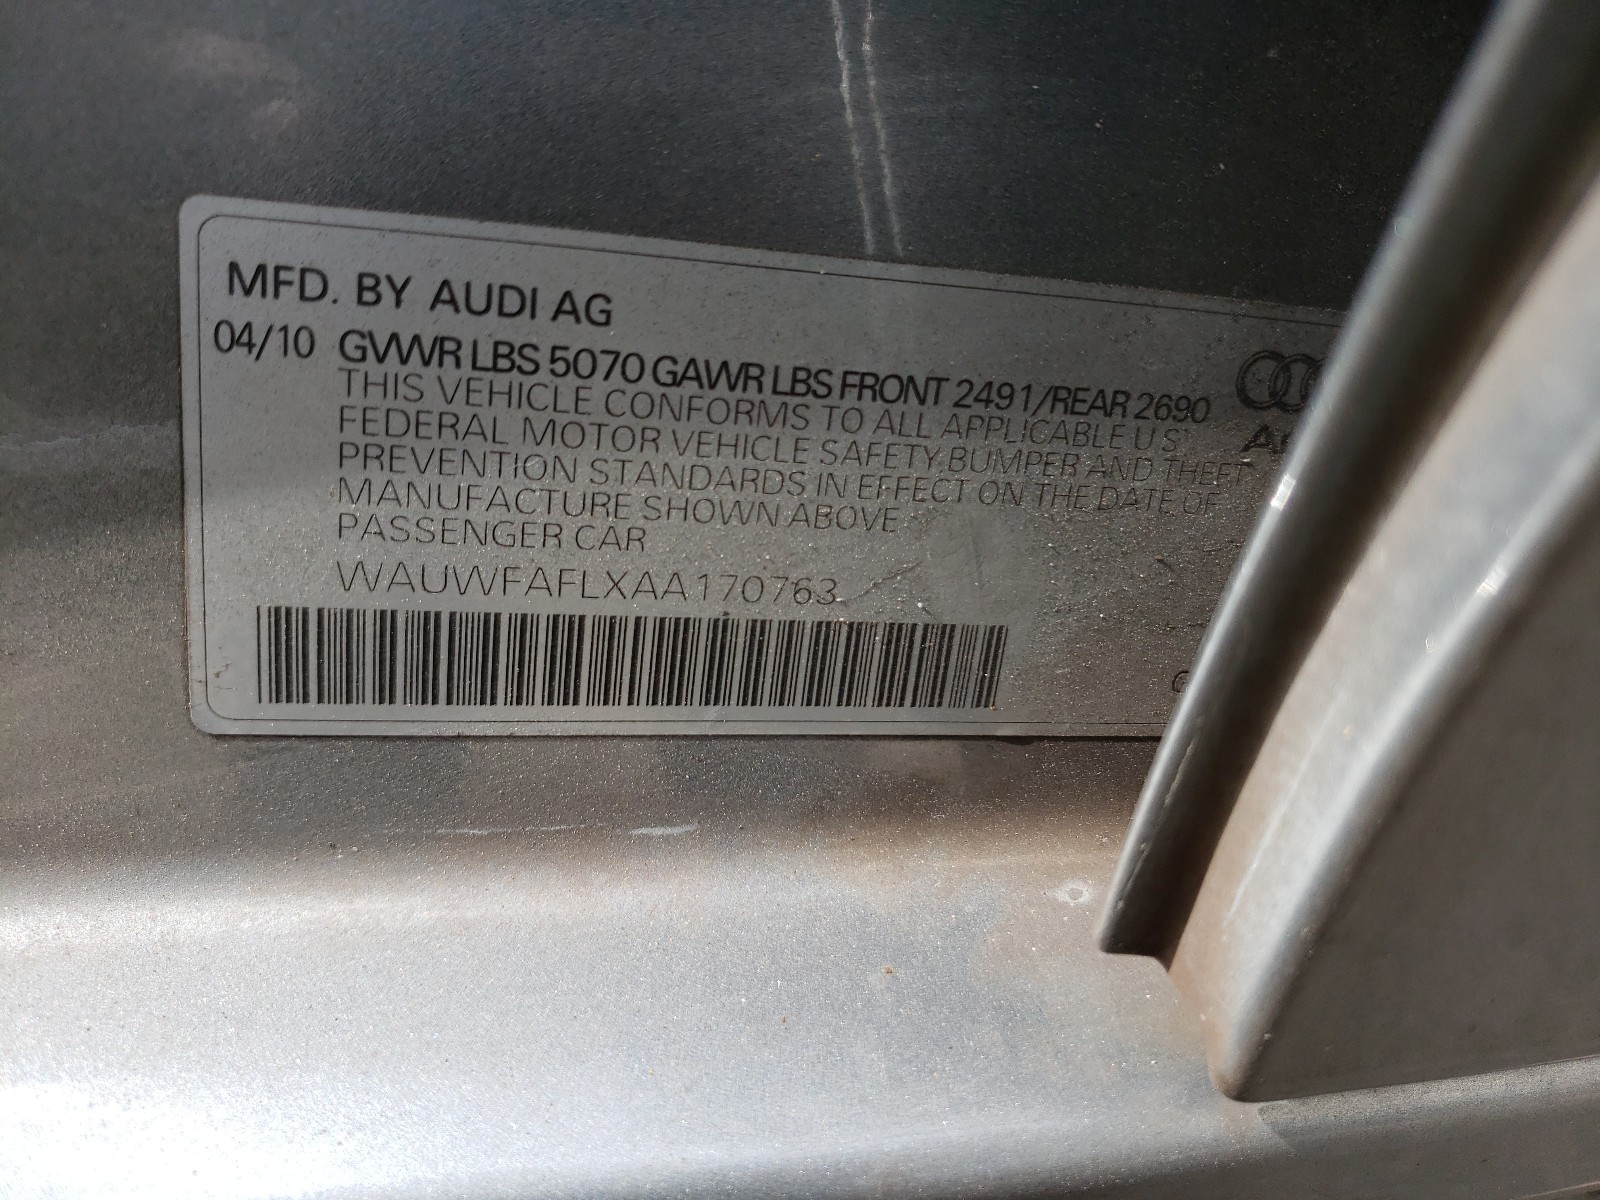 MFD. BY AUDI AG
04/10 GVWR LBS 5070 GAWR LBS FRONT 2491/REAR 2690
THIS VEHICLE CONFORMS TO ALL APPLICABLE U S
FEDERAL MOTOR VEHICLE SAFETY, BUMPER AND THEFT
PREVENTION STANDARDS IN EFFECT ON THE DATE OF
MANUFACTURE SHOWN ABOVE
PASSENGER CAR
WAUWFAFLXAA170763